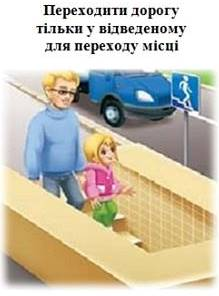 Переходити дорогу
тільки у відведеному
для переходу місці